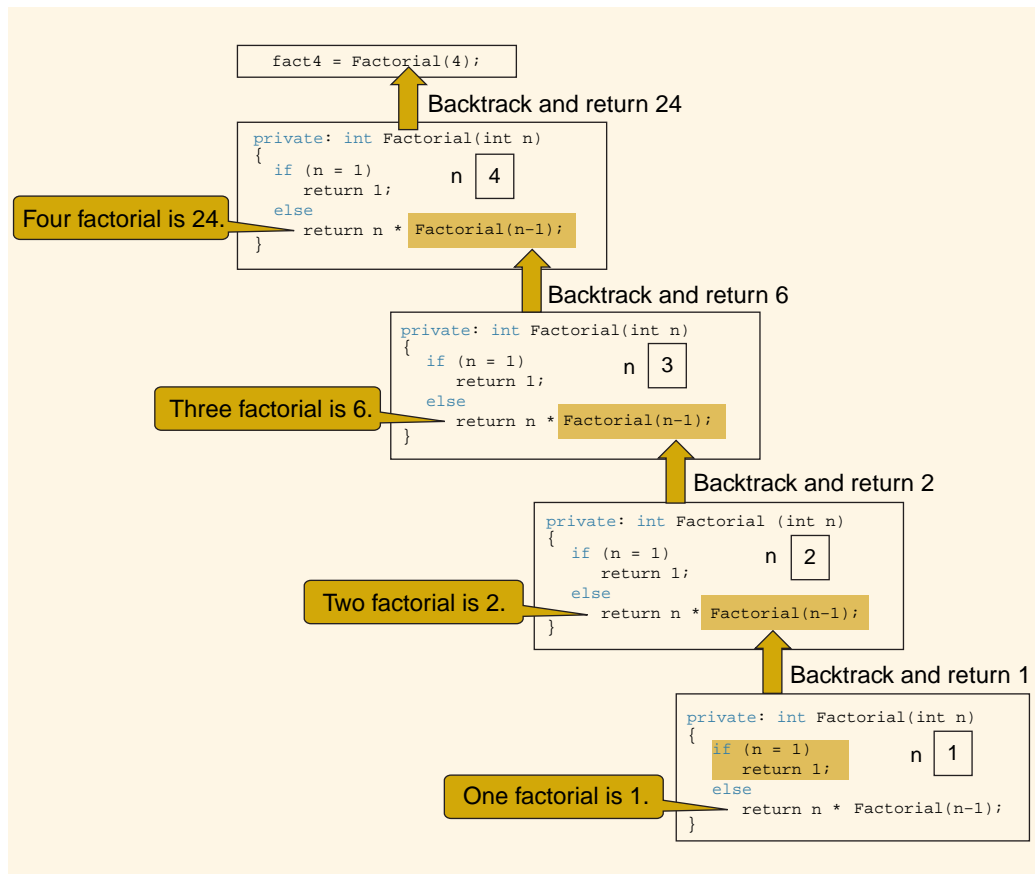 fact4 = Factorial(4);
Backtrack and return 24
private: int Factorial(int n)
{
if (n = 1)
n 4
return 1;
else
Four factorial is 24.
return n * Factorial(n-1);
}
Backtrack and return 6
private: int Factorial(int n)
{
if (n = 1)
n 3
return 1;
else
Three factorial is 6.
return n * Factorial(n-1);
}
Backtrack and return 2
private: int Factorial (int n)
{
if (n = 1)
n 2
return 1;
else
Two factorial is 2.
return n * Factorial(n-1);
}
Backtrack and return 1
private: int Factorial(int n)
{
if (n = 1)
n 1
return 1;
else
One factorial is 1.
return n * Factorial(n-1);
}